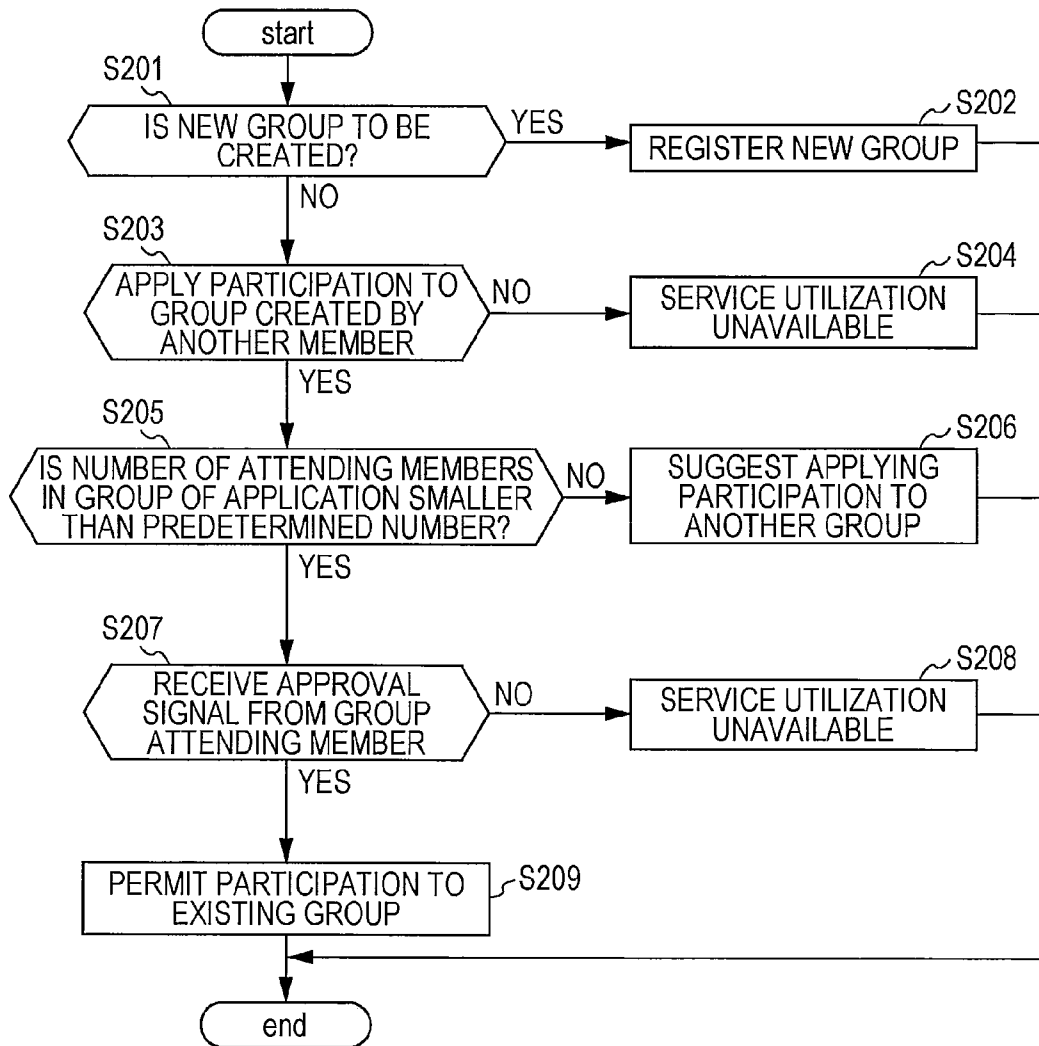 start
S201
IS NEW GROUP TO BE
CREATED?
YES
S202
REGISTER NEW GROUP
NO
S203
APPLY PARTICIPATION TO
GROUP CREATED BY
ANOTHER MEMBER
NO
S204
SERVICE UTILIZATION
UNAVAILABLE
YES
S205
IS NUMBER OF ATTENDING MEMBERS
IN GROUP OF APPLICATION SMALLER
THAN PREDETERMINED NUMBER?
NO
S206
SUGGEST APPLYING
PARTICIPATION TO
ANOTHER GROUP
YES
S207
RECEIVE APPROVAL
SIGNAL FROM GROUP
ATTENDING MEMBER
NO
S208
SERVICE UTILIZATION
UNAVAILABLE
YES
PERMIT PARTICIPATION TO
EXISTING GROUP
S209
end